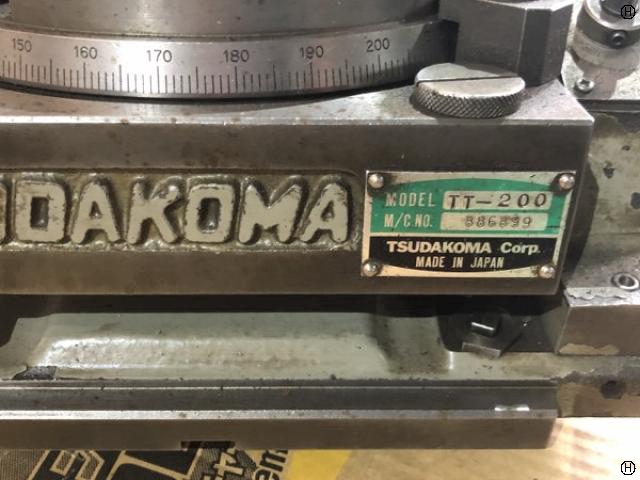 150 160 170 180 190 200
DAKOMA
MODEL TT-200
M/C.NO. 886899
TSUDAKOMA Corp.
MADE IN JAPAN
H
H